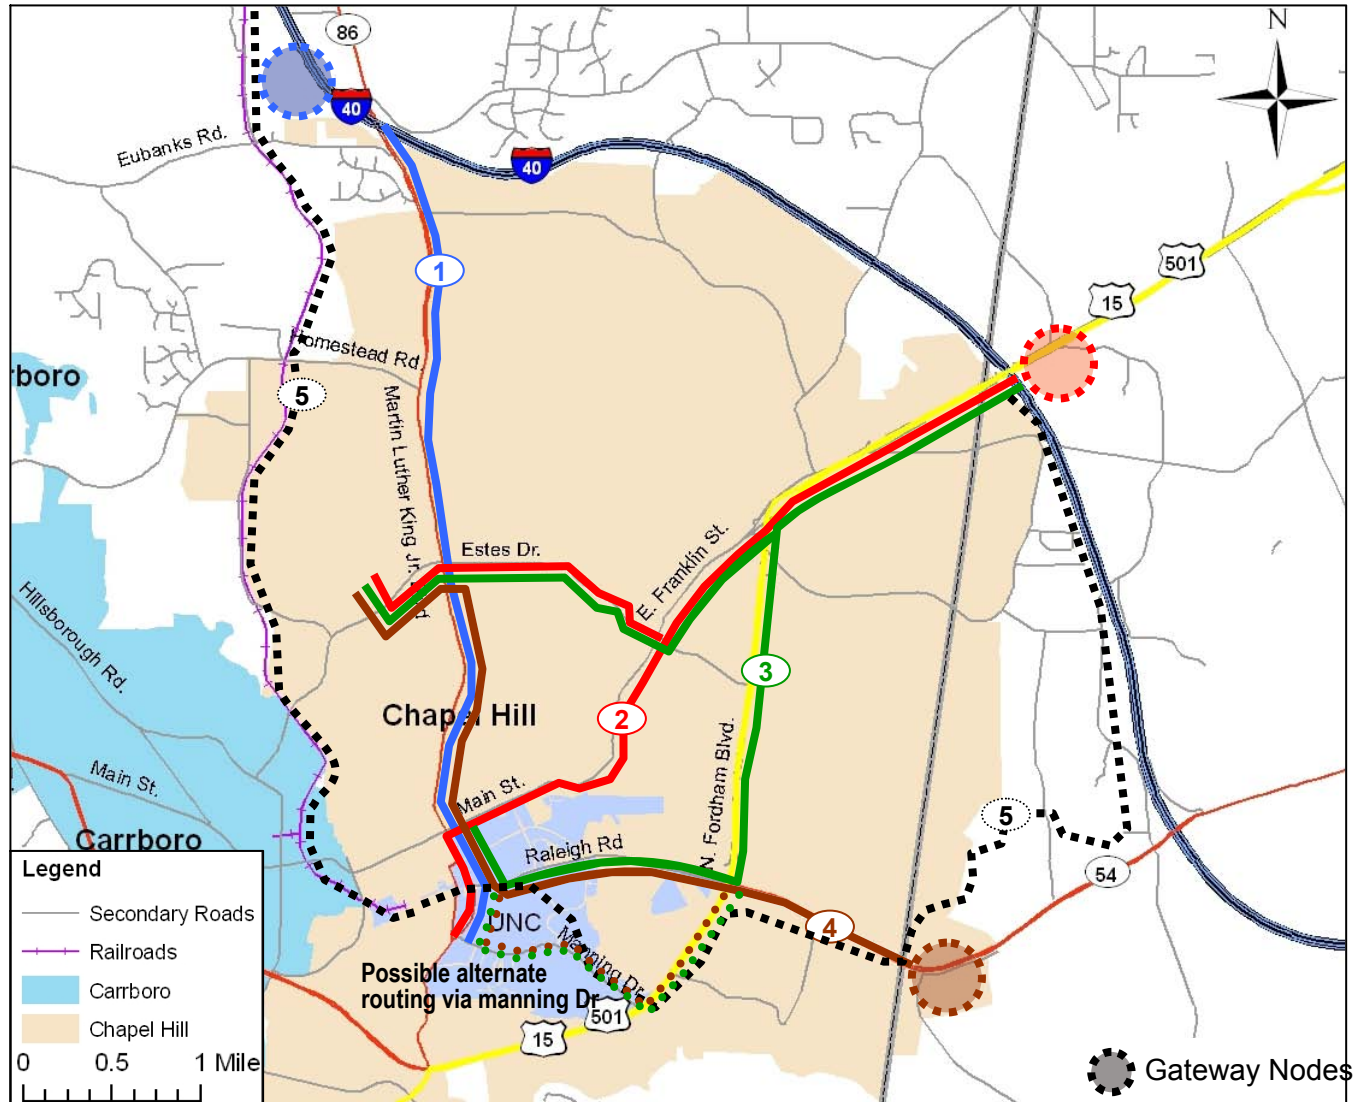 N
86
40
40
Eubanks Rd.
501
15
1
Homestead Rd.
rboro
5
Martin Luther King Jr.
Estes Dr.
E. Franklin St.
Hillsborough Rd.
3
Chapel Hill
2
N. Fordham Blvd.
Main St.
Main St.
5
Carrboro
Raleigh Rd
54
4
UNC
Manning Dr.
Possible alternate
routing via manning Dr
501
15
Legend
Secondary Roads
Railroads
Carrboro
Chapel Hill
0 0.5 1 Mile
Gateway Nodes